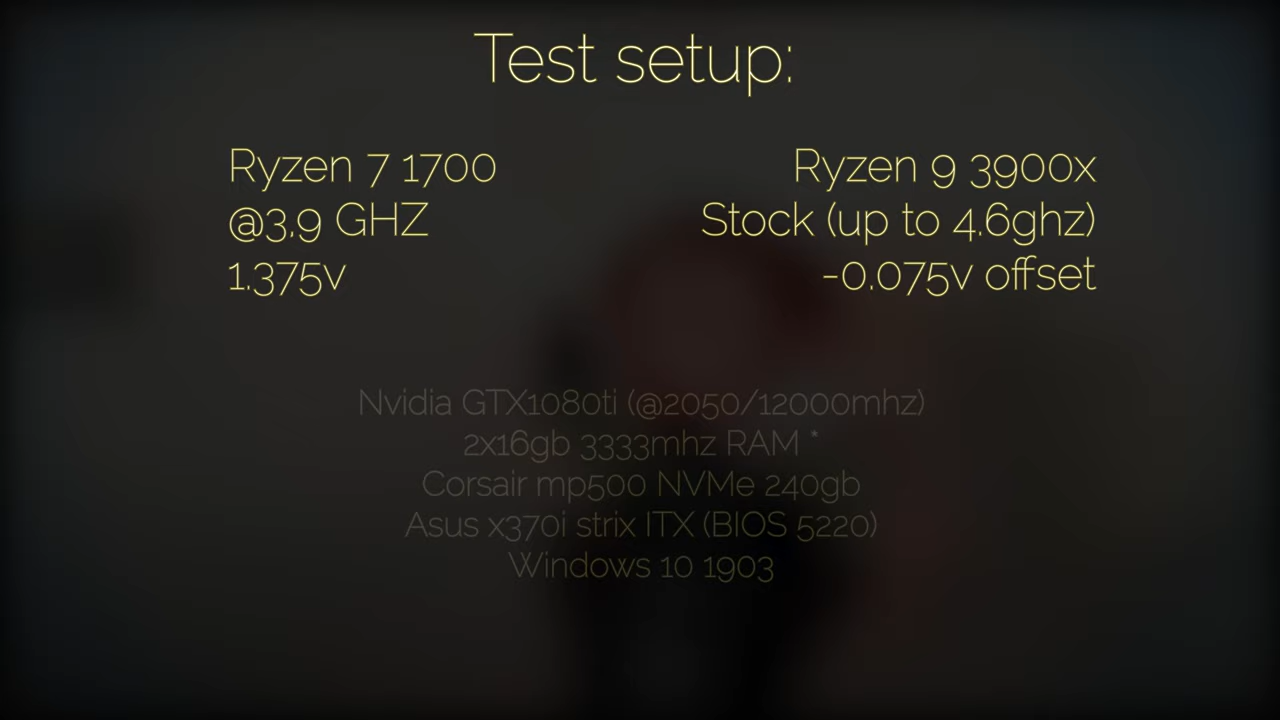 Test setup:
Ryzen 7 1700
@3.9 GHZ
1.375v
Ryzen 9 3900x
Stock (up to 4.6ghz)
-0.075v offset
Nvidia GTX1080ti (@2050/12000mhz)
2x16gb 3333mhz RAM *
Corsair mp500 NVMe 240gb
Asus x370i strix ITX (BIOS 5220)
Windows 10 1903